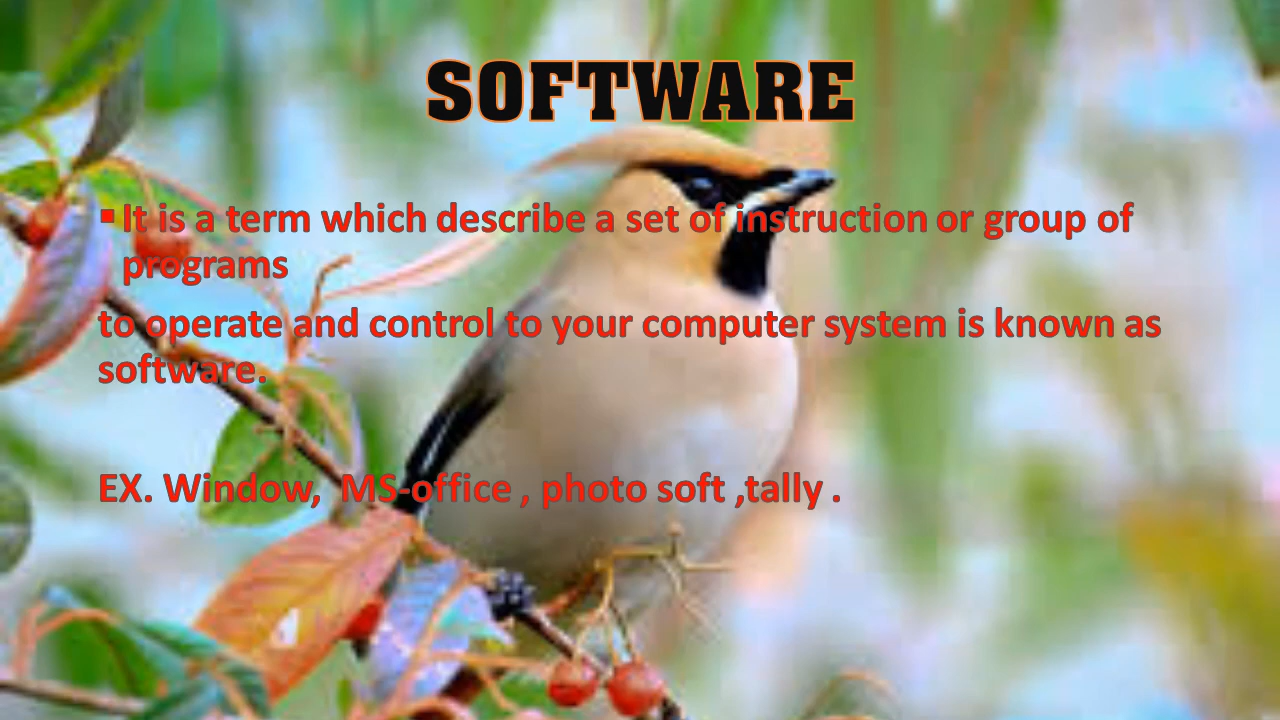 SOFTWARE
▪ It is a term which describe a set of instruction or group of
programs
to operate and control to your computer system is known as
software.
EX. Window,  MS-office , photo soft ,tally .